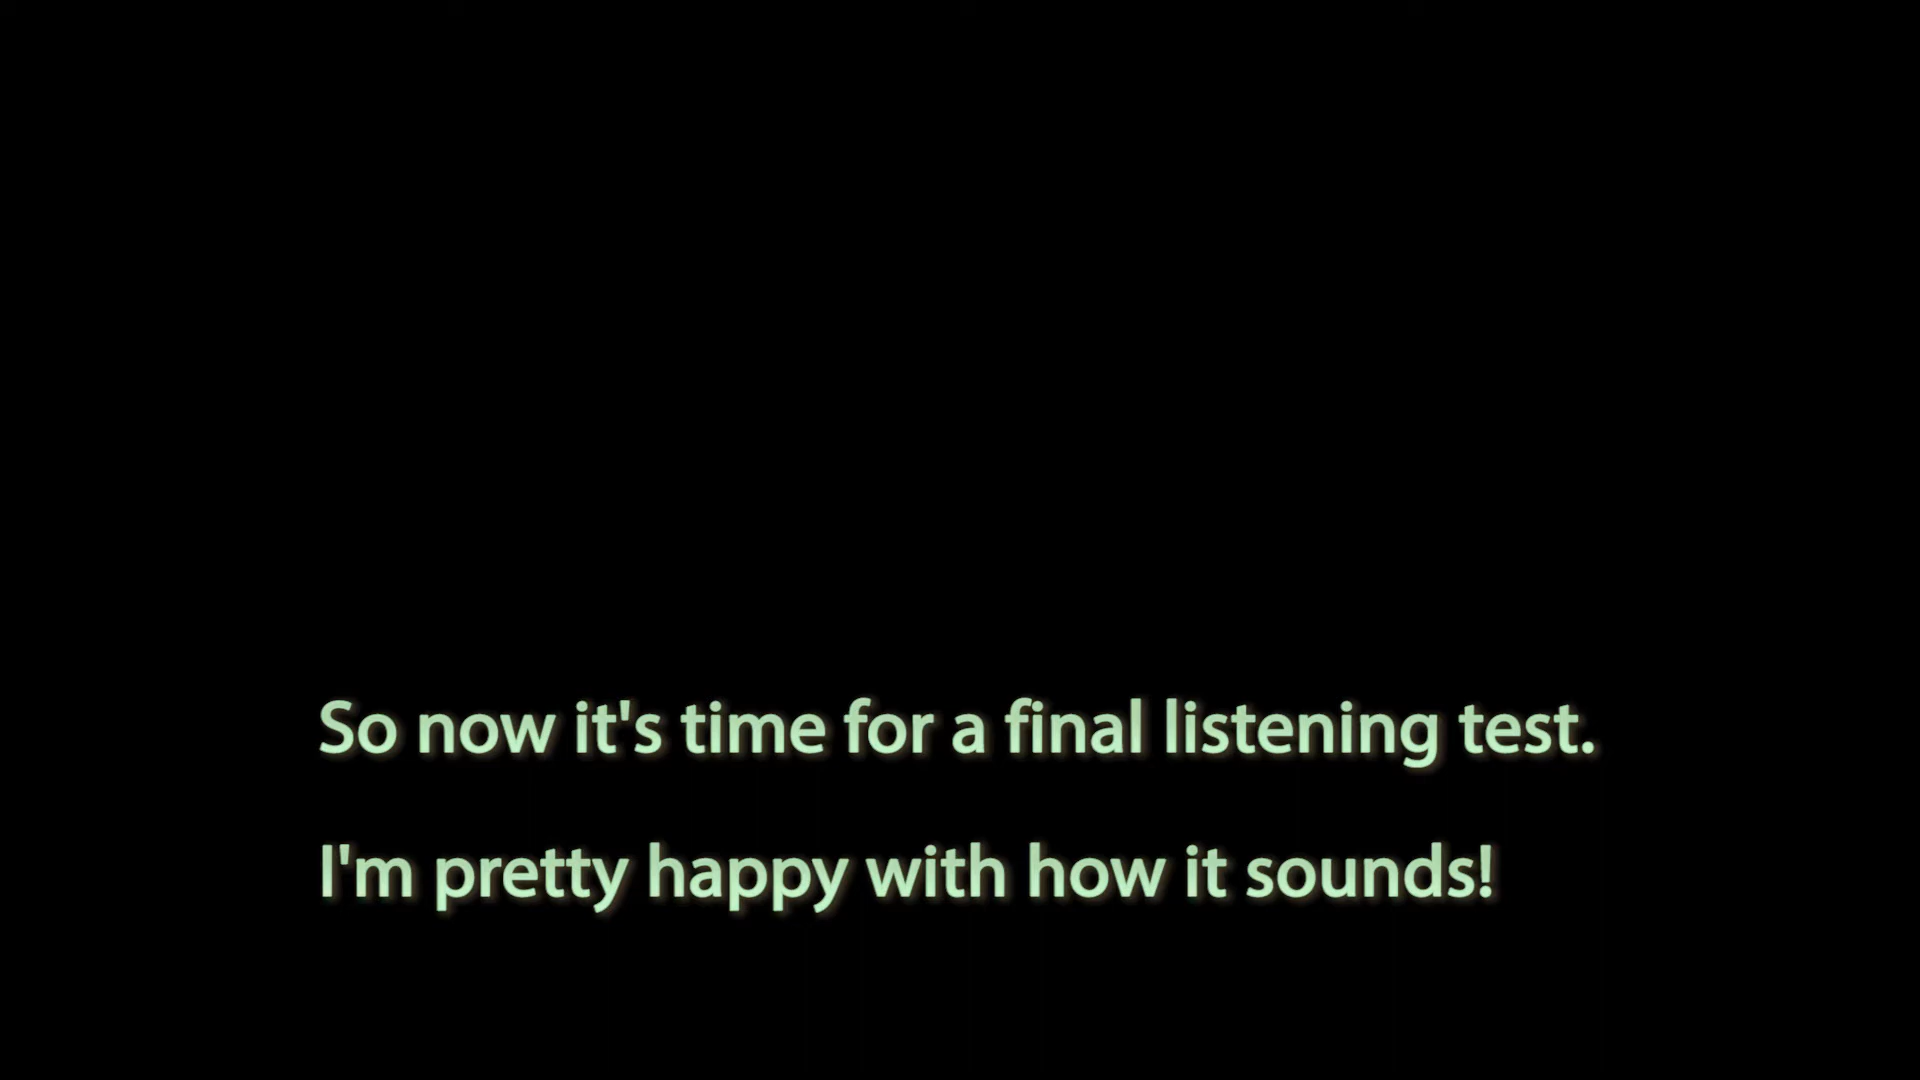 So now it's time for a final listening test.
I'm pretty happy with how it sounds!